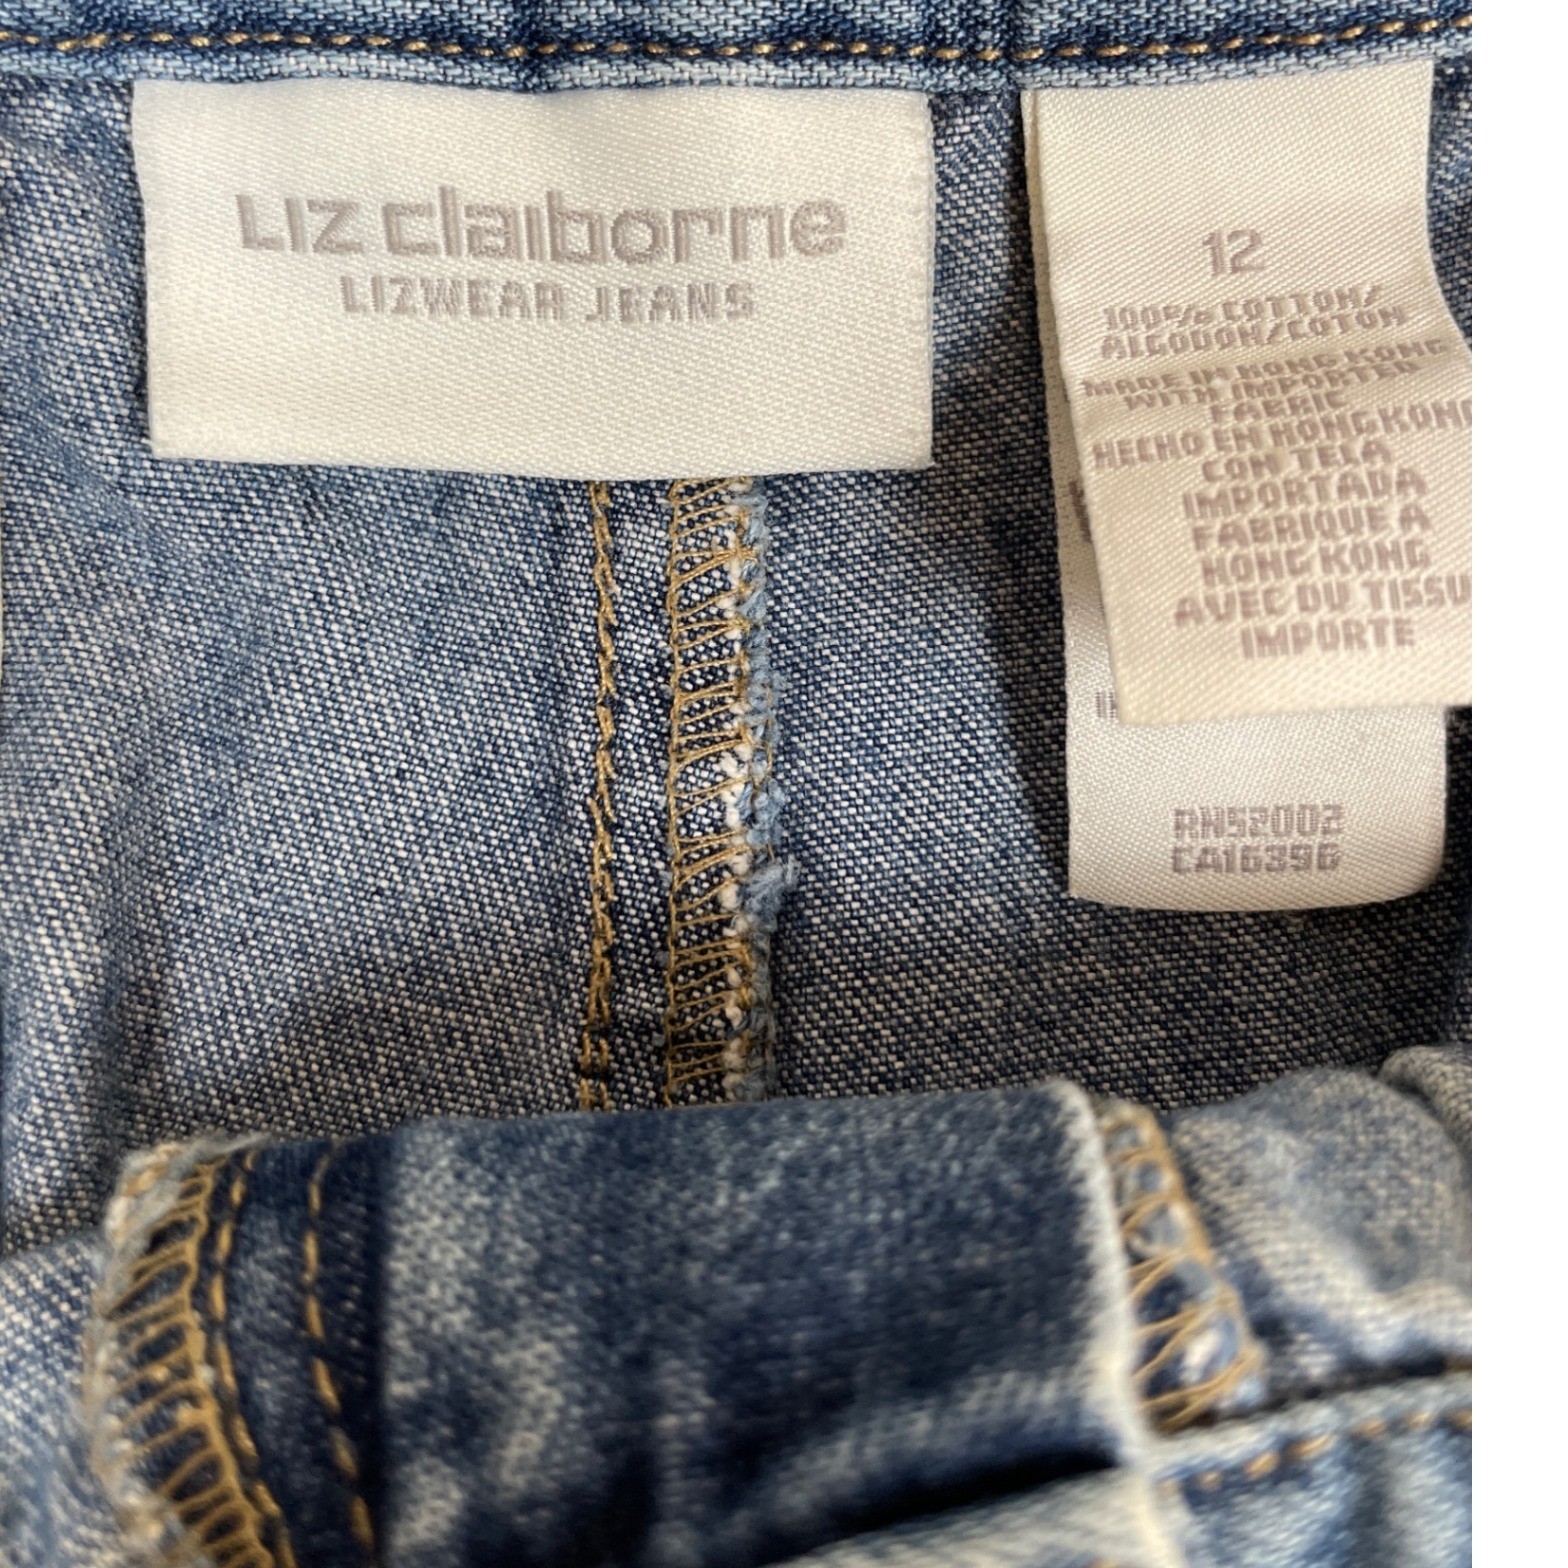 LIZ claiborne
LIZWEAR JEANS
12
100% COTTON/
ALGODON/COTON
MADE IN HONG KONG
WITH IMPORTED
FABRIC
HECHO EN HONG KONG
CON TELA
IMPORTADA
FABRIQUE A
HONG KONG
AVEC DU TISSU
IMPORTE
RN52002
CA16396